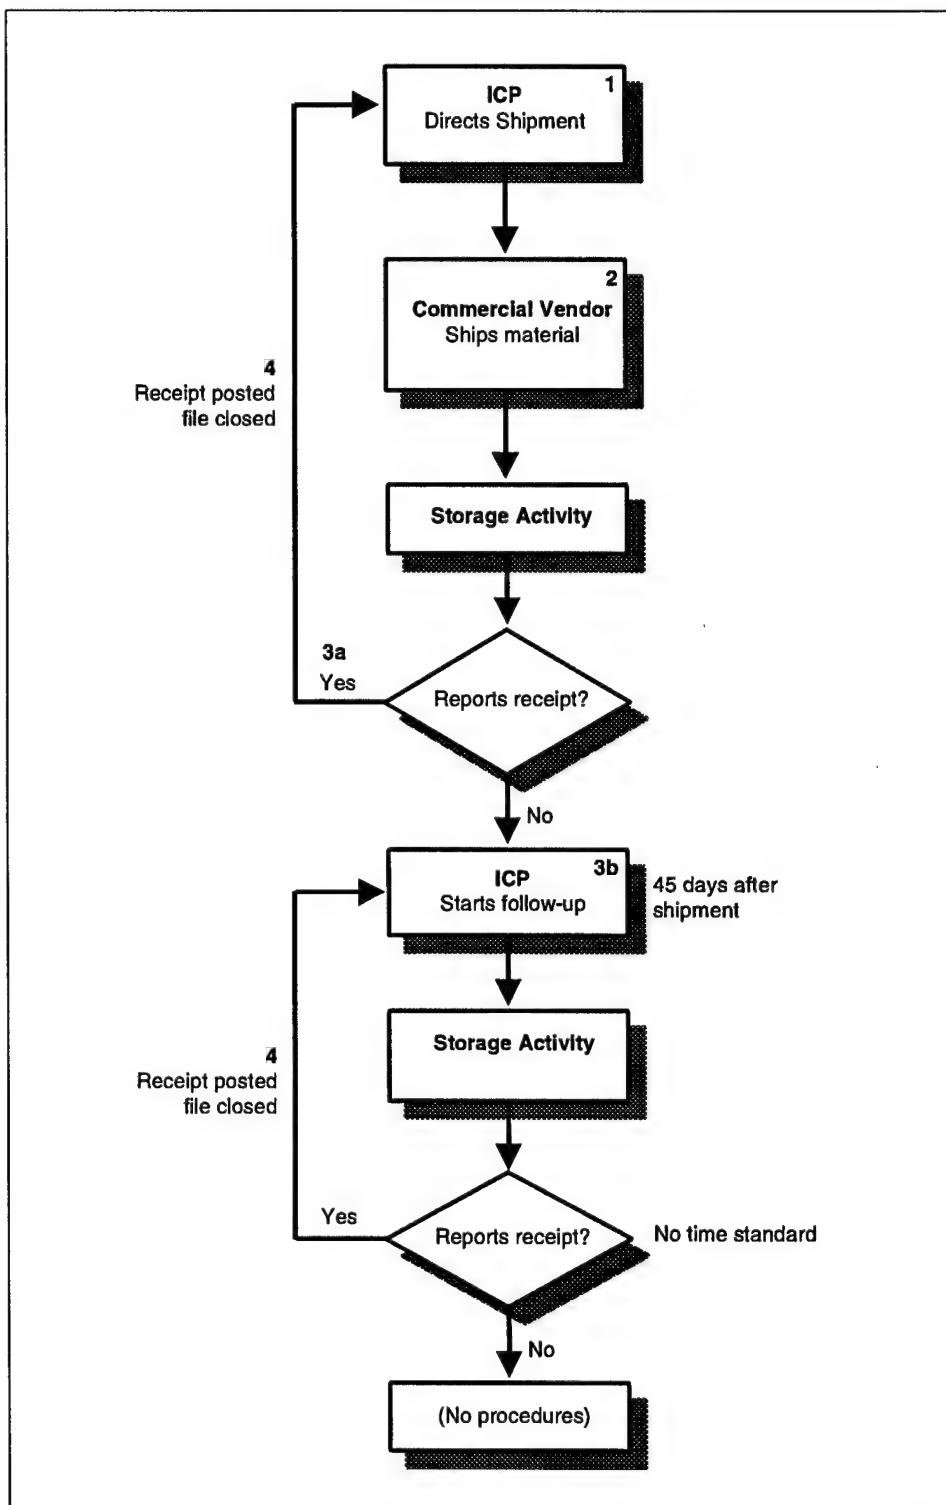 1
ICP
Directs Shipment
2
Commercial Vendor
Ships material
4
Receipt posted
file closed
Storage Activity
3a
Yes
Reports receipt?
No
3b
ICP
Starts follow-up
45 days after
shipment
Storage Activity
4
Receipt posted
file closed
Yes
Reports receipt?
No time standard
No
(No procedures)